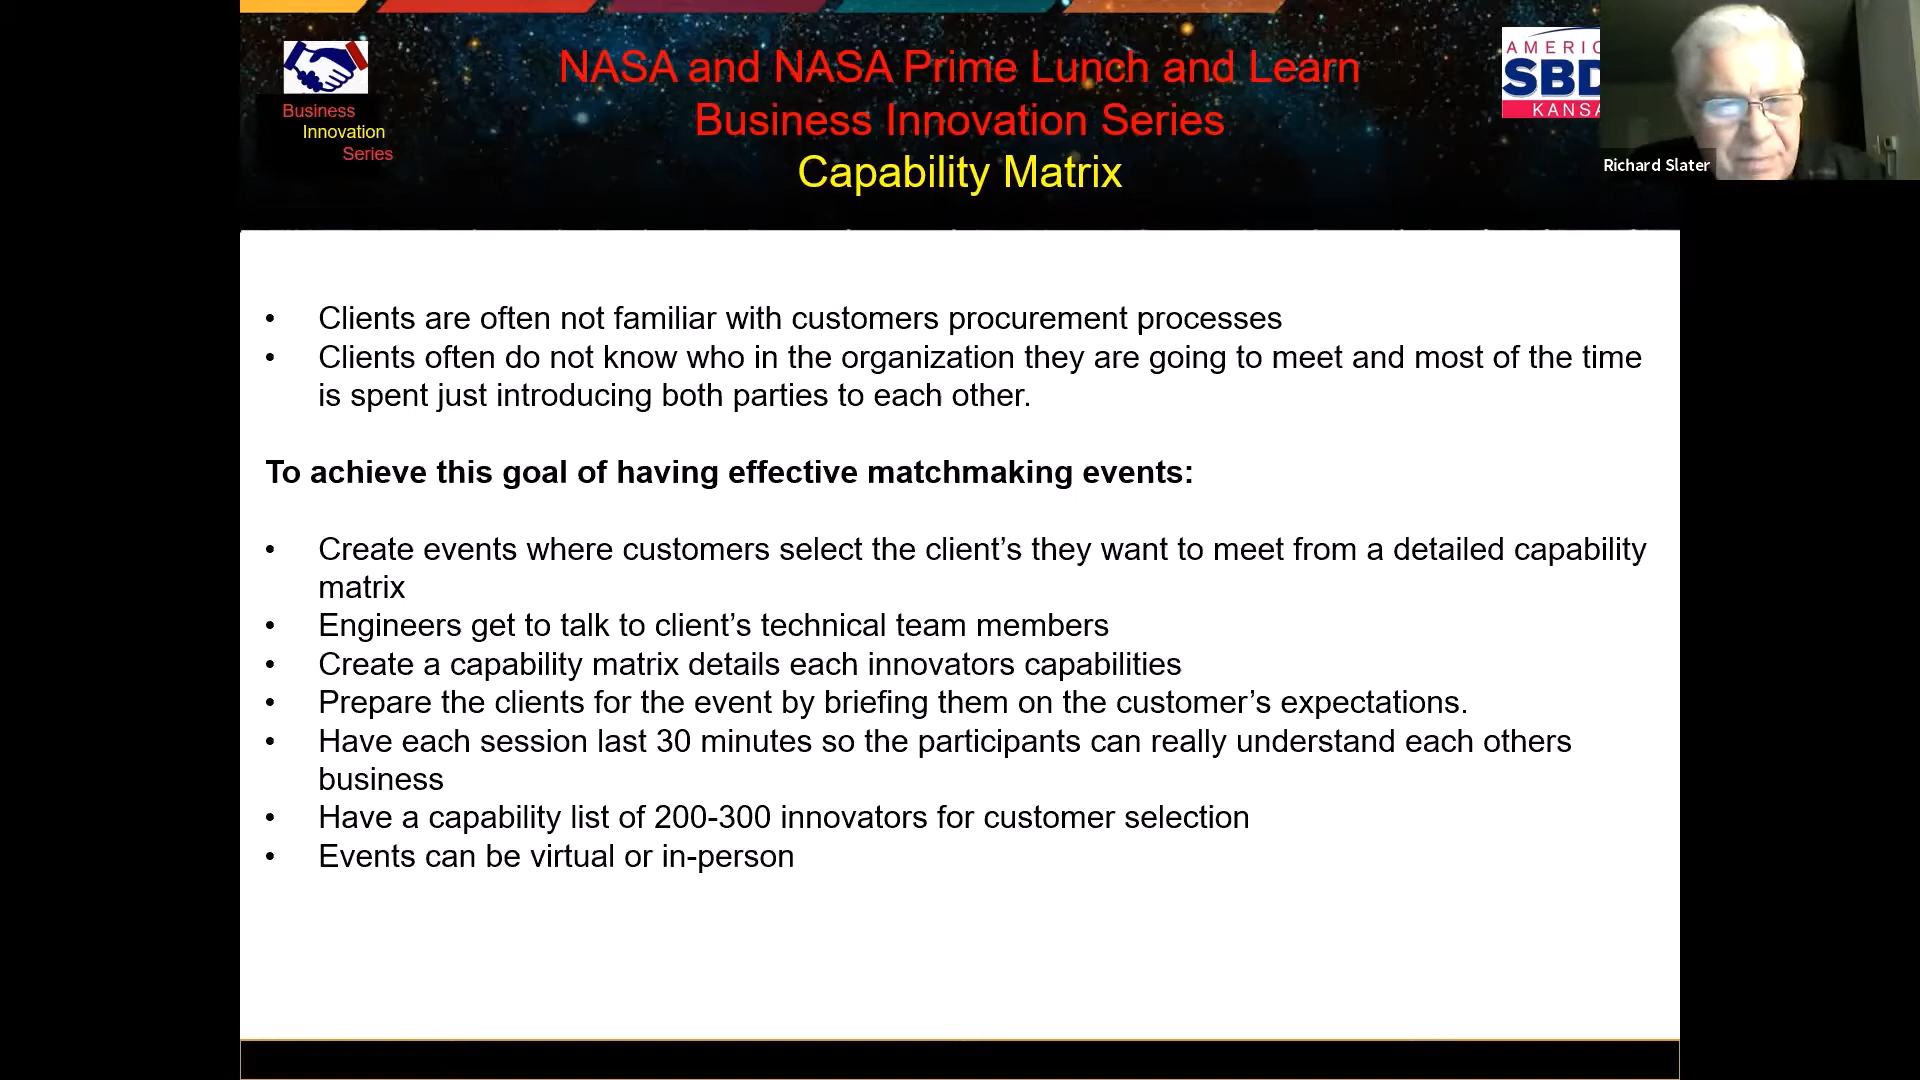 NASA and NASA Prime Lunch and Learn
Business Innovation Series
Capability Matrix
Business
Innovation
Series
AMERIC
SBD
KANSA
Richard Slater
• Clients are often not familiar with customers procurement processes
• Clients often do not know who in the organization they are going to meet and most of the time
is spent just introducing both parties to each other.
To achieve this goal of having effective matchmaking events:
• Create events where customers select the client’s they want to meet from a detailed capability
matrix
• Engineers get to talk to client’s technical team members
• Create a capability matrix details each innovators capabilities
• Prepare the clients for the event by briefing them on the customer’s expectations.
• Have each session last 30 minutes so the participants can really understand each others
business
• Have a capability list of 200-300 innovators for customer selection
• Events can be virtual or in-person